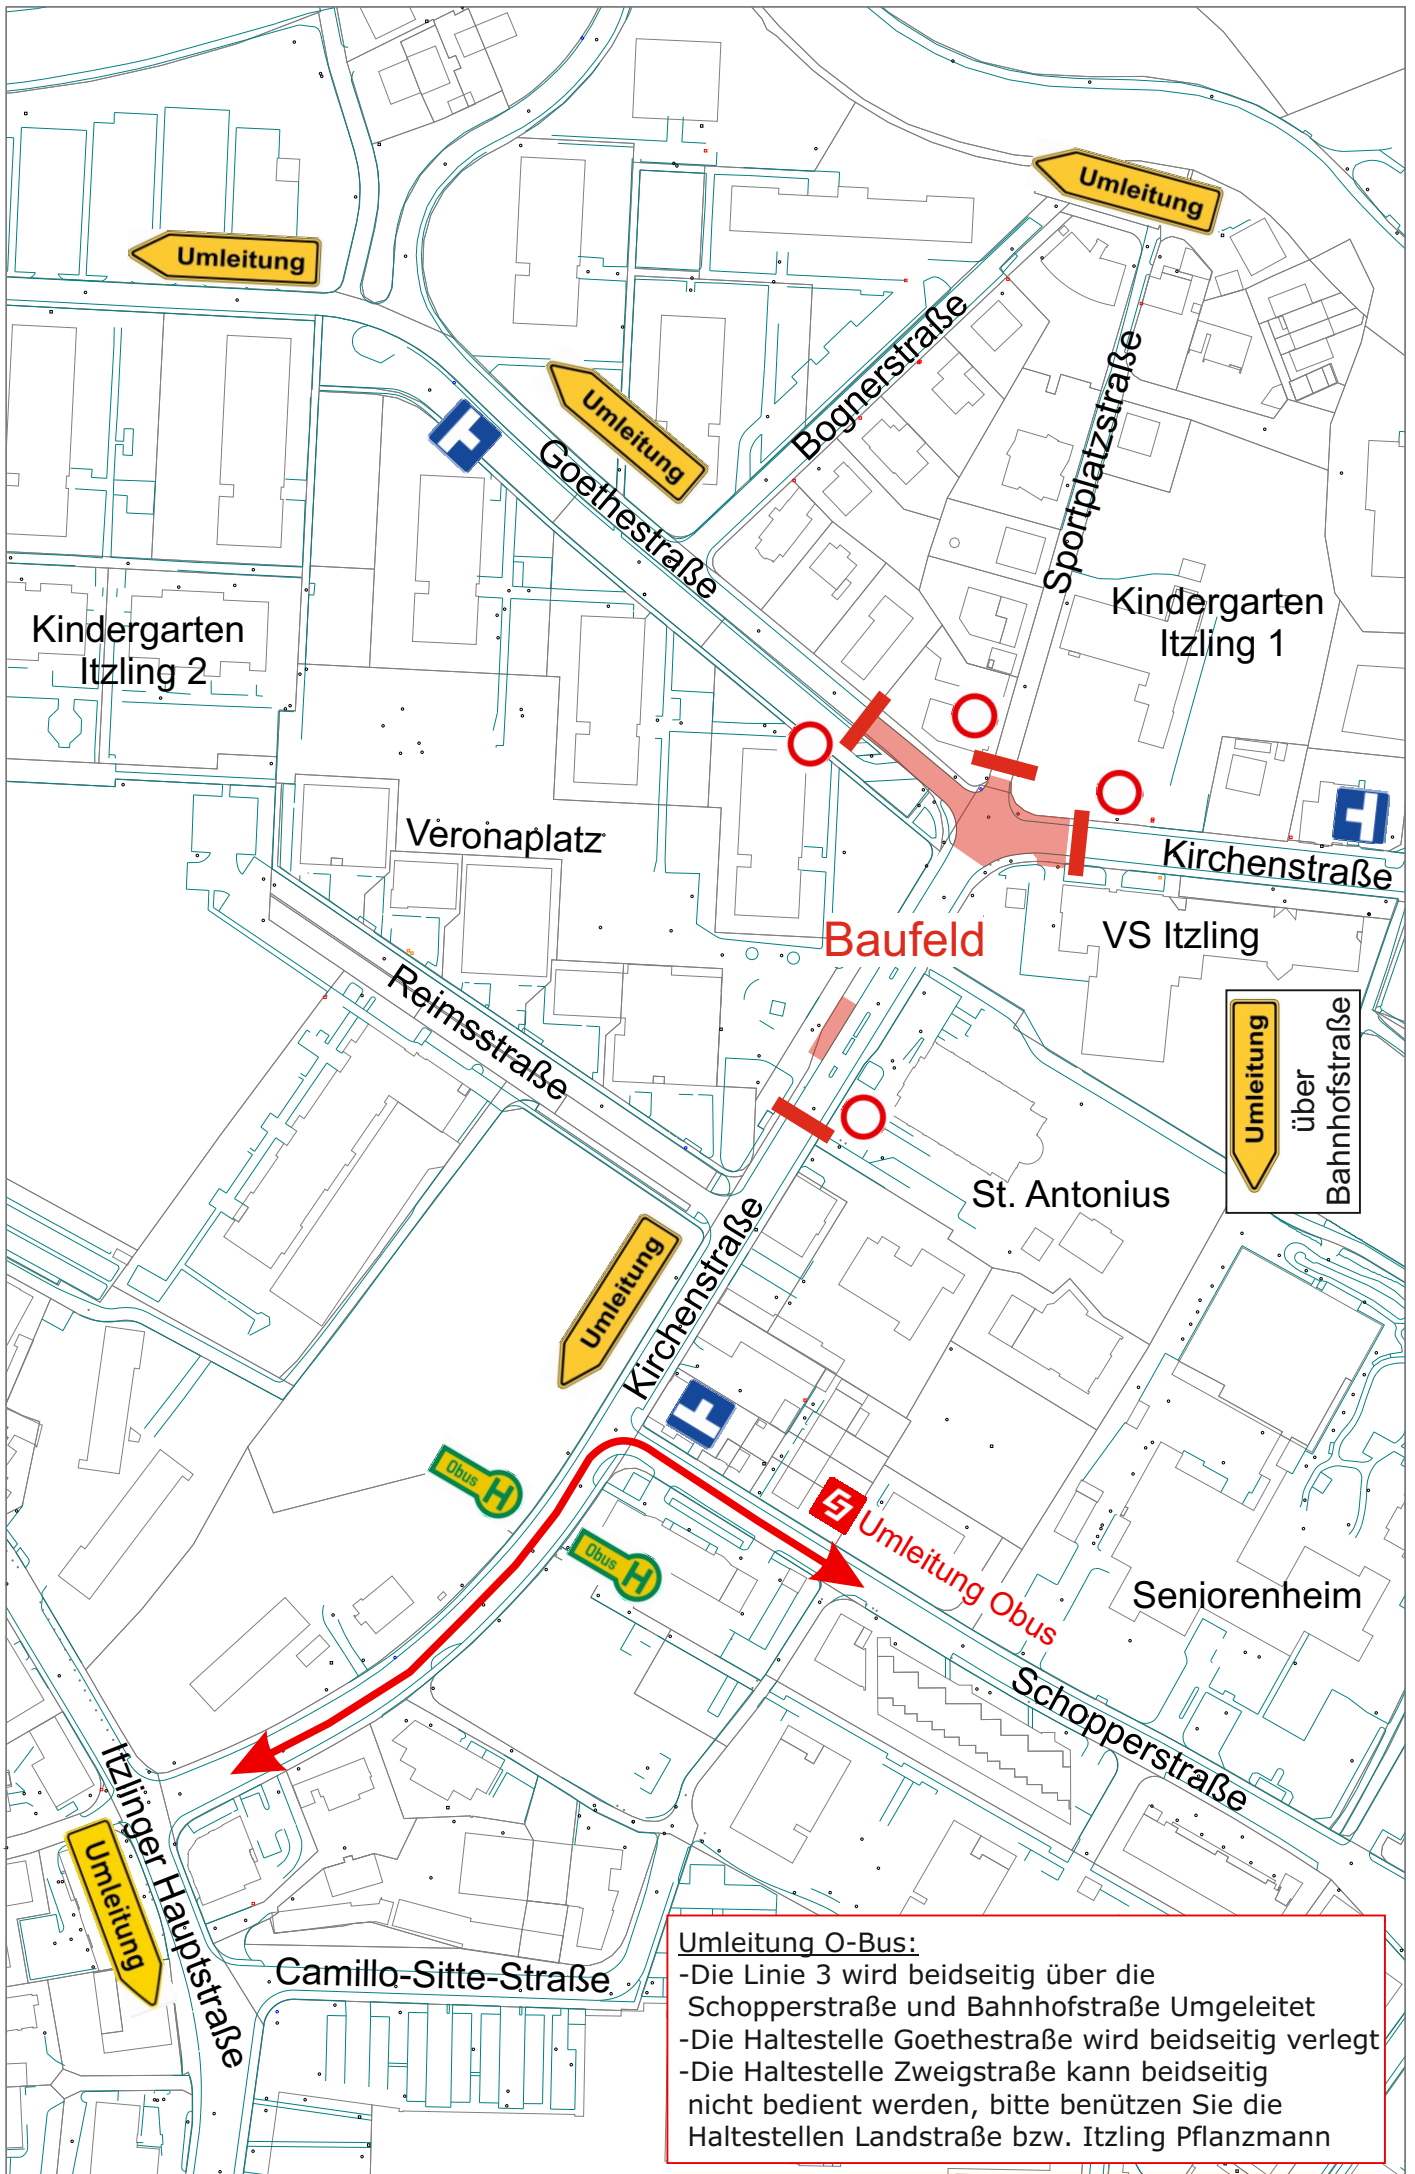 Umleitung
Umleitung
Umleitung
Bognerstraße
Sportplatzstraße
Goethestraße
Kindergarten
Itzling 1
Kindergarten
Itzling 2
Veronaplatz
Kirchenstraße
Baufeld
VS Itzling
Reimsstraße
Umleitung
über
Bahnhofstraße
St. Antonius
Umleitung
Kirchenstraße
Obus H
Obus H
Umleitung Obus
Seniorenheim
Schopperstraße
Itzlinger Hauptstraße
Umleitung
Camillo-Sitte-Straße
Umleitung O-Bus:
-Die Linie 3 wird beidseitig über die
Schopperstraße und Bahnhofstraße Umgeleitet
-Die Haltestelle Goethestraße wird beidseitig verlegt
-Die Haltestelle Zweigstraße kann beidseitig
nicht bedient werden, bitte benützen Sie die
Haltestellen Landstraße bzw. Itzling Pflanzmann